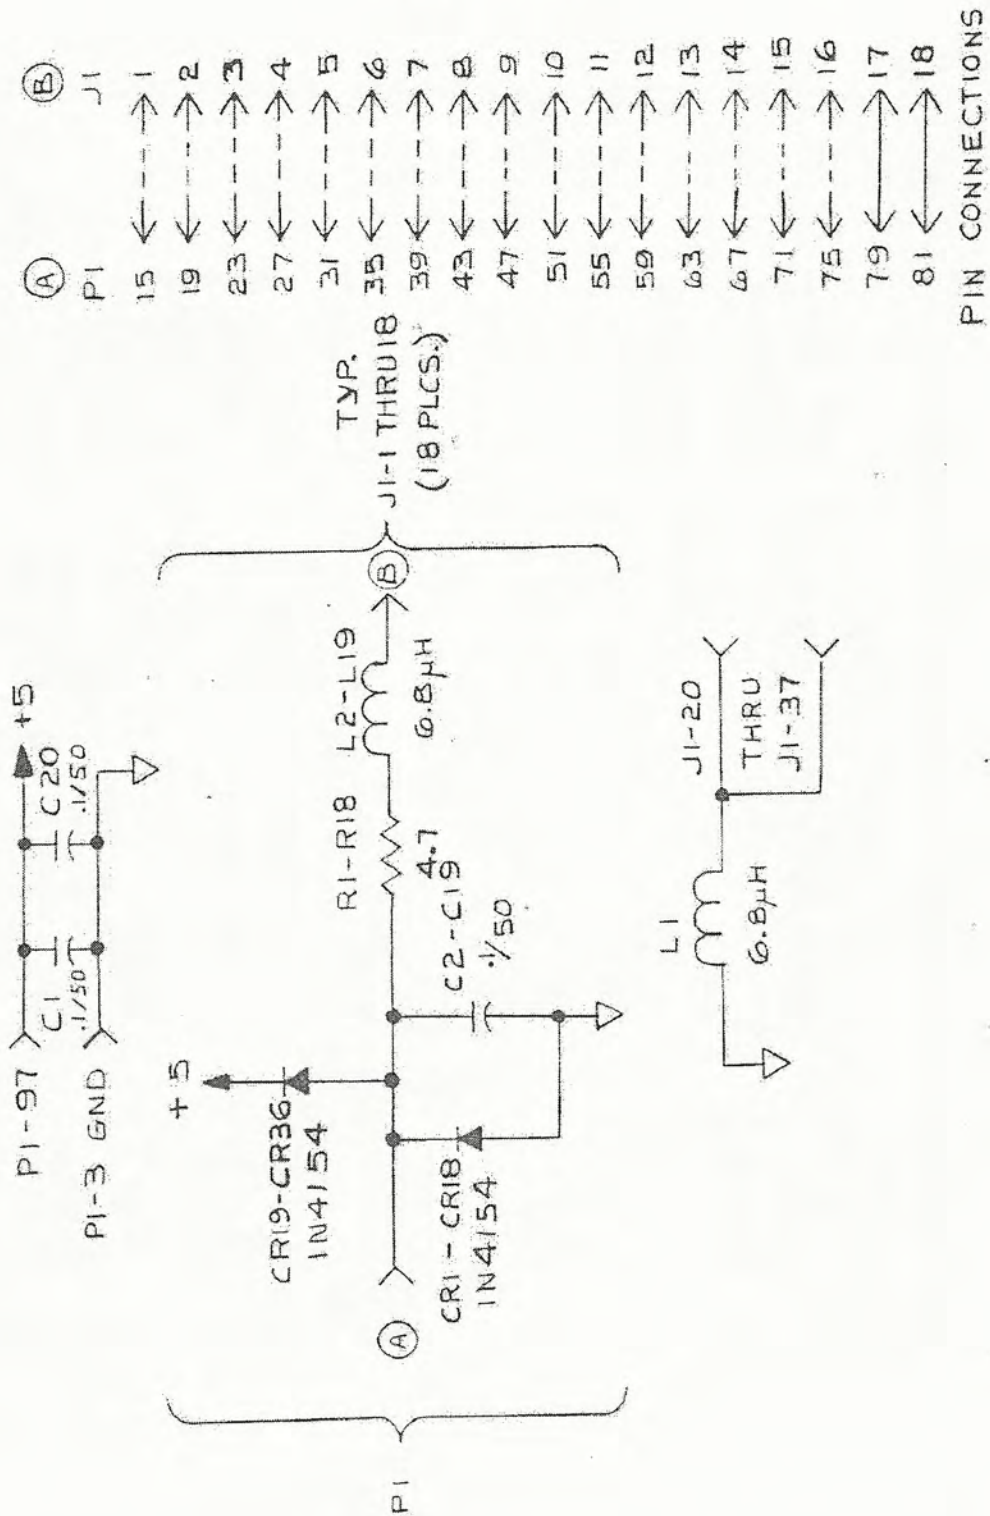 P1-97
+5
C1
.1/50
C20
.1/50
P1-3 GND
+5
CR19-CR36
1N4154
R1-R18
4.7
L2-L19
6.8µH
A
B
P1
CR1-CR18
1N4154
C2-C19
.1/50
TYP.
J1-1 THRU 18
(18 PLCS.)
L1
6.8µH
J1-20
THRU
J1-37
A B
P1 J1
15 1
19 2
23 3
27 4
31 5
35 6
39 7
43 8
47 9
51 10
55 11
59 12
63 13
67 14
71 15
75 16
79 17
81 18
PIN CONNECTIONS